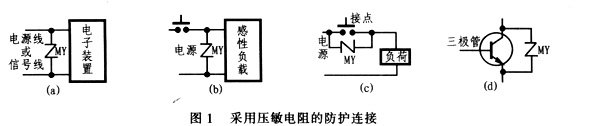 电源线
或
信号线
MY
电子装置
(a)
电源
MY
感性负载
(b)
接点
电源
MY
负荷
(c)
三极管
MY
(d)
图 1 采用压敏电阻的防护连接